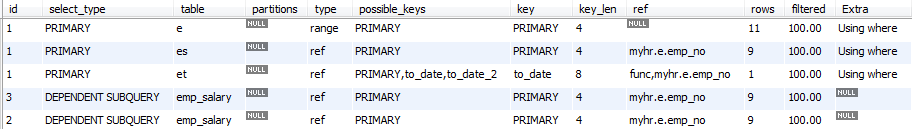 id select_type table partitions type possible_keys key key_len ref rows filtered Extra
1 PRIMARY e NULL range PRIMARY PRIMARY 4 NULL 11 100.00 Using where
1 PRIMARY es NULL ref PRIMARY PRIMARY 4 myhr.e.emp_no 9 100.00 Using where
1 PRIMARY et NULL ref PRIMARY,to_date,to_date_2 to_date 8 func,myhr.e.emp_no 1 100.00 Using where
3 DEPENDENT SUBQUERY emp_salary NULL ref PRIMARY PRIMARY 4 myhr.e.emp_no 9 100.00 NULL
2 DEPENDENT SUBQUERY emp_salary NULL ref PRIMARY PRIMARY 4 myhr.e.emp_no 9 100.00 NULL